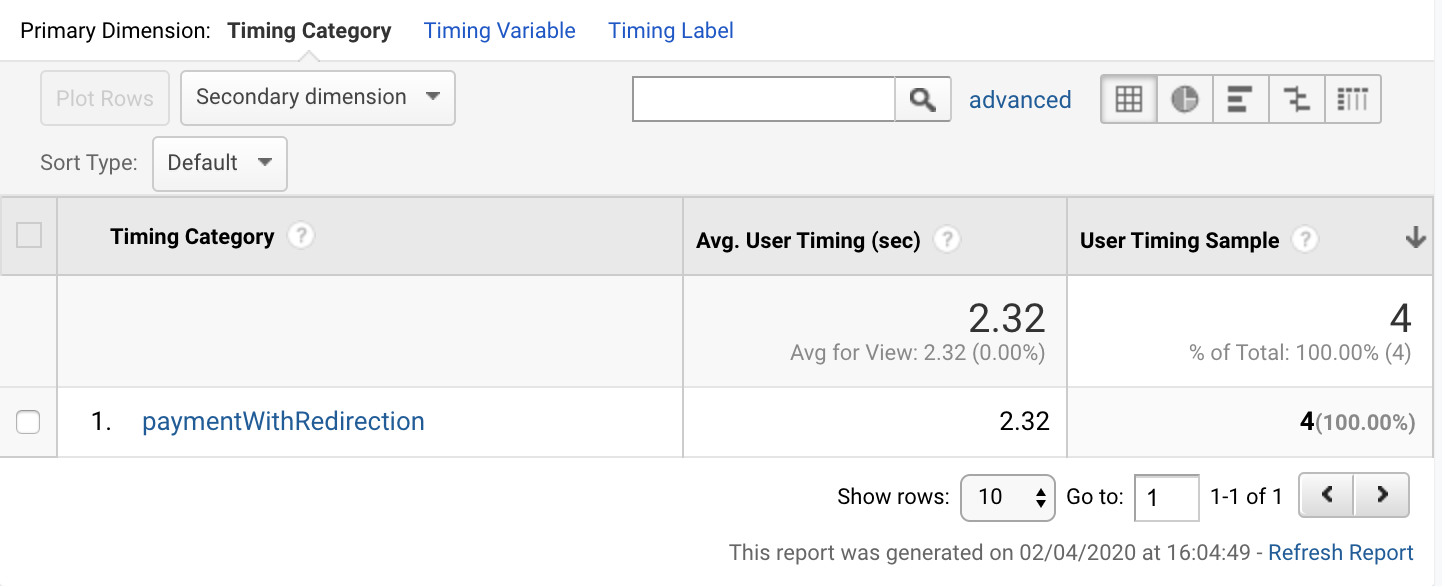 Primary Dimension: Timing Category Timing Variable Timing Label
Plot Rows Secondary dimension advanced
Sort Type: Default
Timing Category ? Avg. User Timing (sec) ? User Timing Sample ?
2.32 4
Avg for View: 2.32 (0.00%) % of Total: 100.00% (4)
1. paymentWithRedirection 2.32 4(100.00%)
Show rows: 10 Go to: 1 1-1 of 1
This report was generated on 02/04/2020 at 16:04:49 - Refresh Report